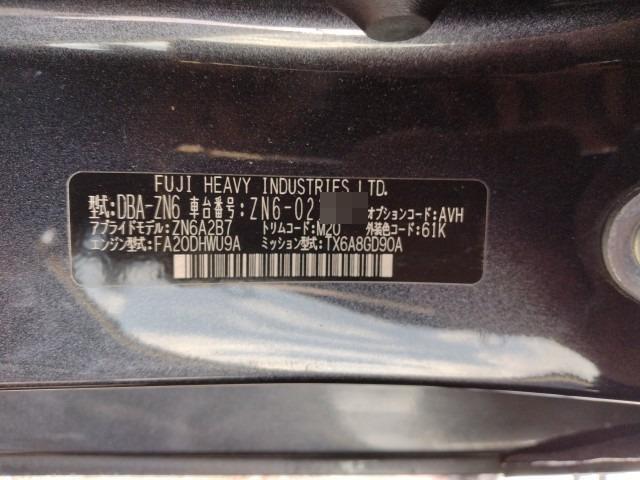 FUJI HEAVY INDUSTRIES LTD.
型式:DBA-ZN6 車台番号:ZN6-02 オプションコード:AVH
アプライドモデル:ZN6A2B7 トリムコード:M20 外装色コード:61K
エンジン型式:FA20DHWU9A ミッション型式:TX6A8GD90A